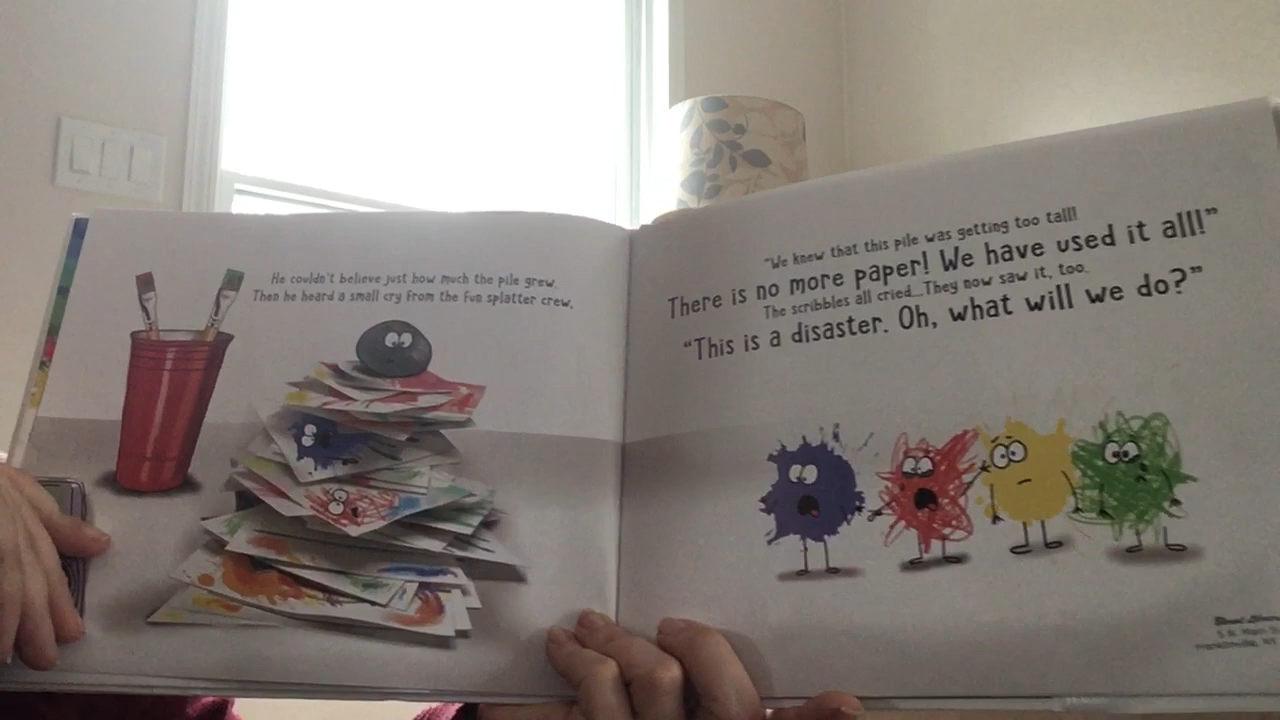 He couldn't believe just how much the pile grew.
Then he heard a small cry from the fun splatter crew,
"We knew that this pile was getting too tall!
There is no more paper! We have used it all!"
The scribbles all cried...They now saw it, too.
"This is a disaster. Oh, what will we do?"